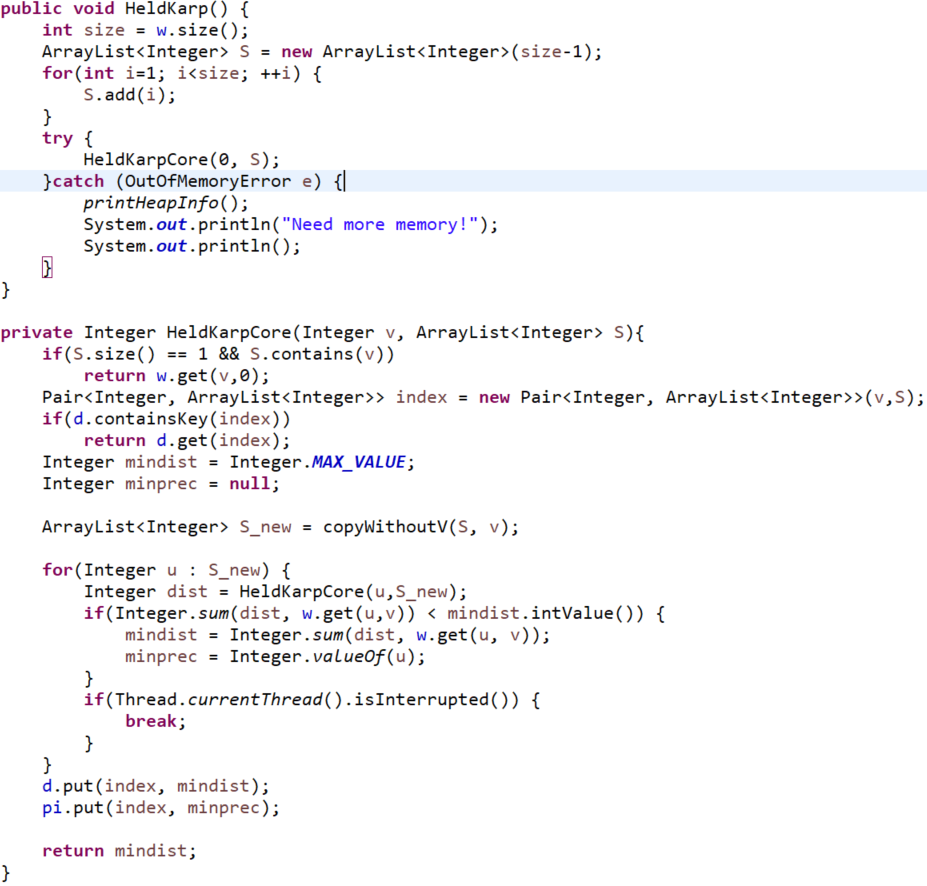 public void HeldKarp() {
    int size = w.size();
    ArrayList<Integer> S = new ArrayList<Integer>(size-1);
    for(int i=1; i<size; ++i) {
        S.add(i);
    }
    try {
        HeldKarpCore(0, S);
    }catch (OutOfMemoryError e) {
        printHeapInfo();
        System.out.println("Need more memory!");
        System.out.println();
    }
}

private Integer HeldKarpCore(Integer v, ArrayList<Integer> S){
    if(S.size() == 1 && S.contains(v))
        return w.get(v,0);
    Pair<Integer, ArrayList<Integer>> index = new Pair<Integer, ArrayList<Integer>>(v,S);
    if(d.containsKey(index))
        return d.get(index);
    Integer mindist = Integer.MAX_VALUE;
    Integer minprec = null;

    ArrayList<Integer> S_new = copyWithoutV(S, v);

    for(Integer u : S_new) {
        Integer dist = HeldKarpCore(u,S_new);
        if(Integer.sum(dist, w.get(u,v)) < mindist.intValue()) {
            mindist = Integer.sum(dist, w.get(u, v));
            minprec = Integer.valueOf(u);
        }
        if(Thread.currentThread().isInterrupted()) {
            break;
        }
    }
    d.put(index, mindist);
    pi.put(index, minprec);

    return mindist;
}